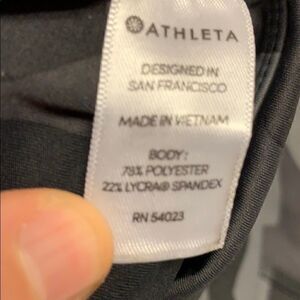 ATHLETA
DESIGNED IN
SAN FRANCISCO
MADE IN VIETNAM
BODY:
78% POLYESTER
22% LYCRA® SPANDEX
RN 54023